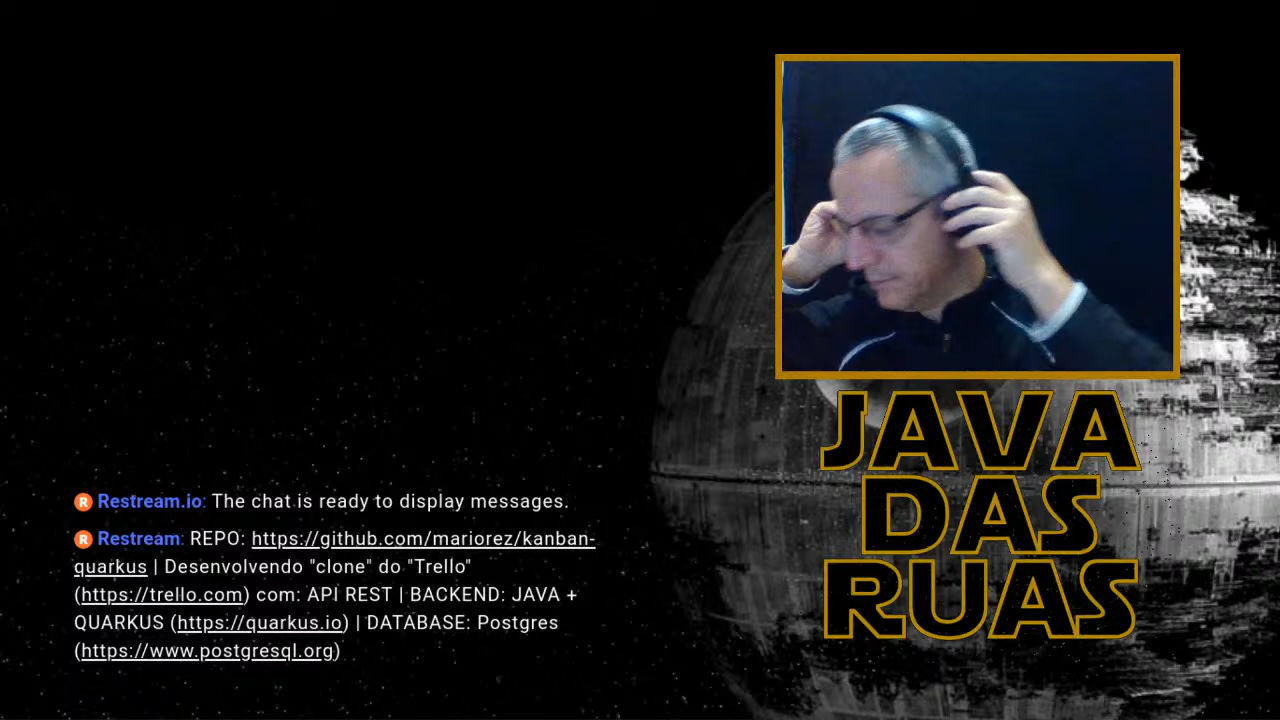 Restream.io: The chat is ready to display messages.
Restream: REPO: https://github.com/mariorez/kanban-
quarkus | Desenvolvendo "clone" do "Trello"
(https://trello.com) com: API REST | BACKEND: JAVA +
QUARKUS (https://quarkus.io) | DATABASE: Postgres
(https://www.postgresql.org)
JAVA
DAS
RUAS